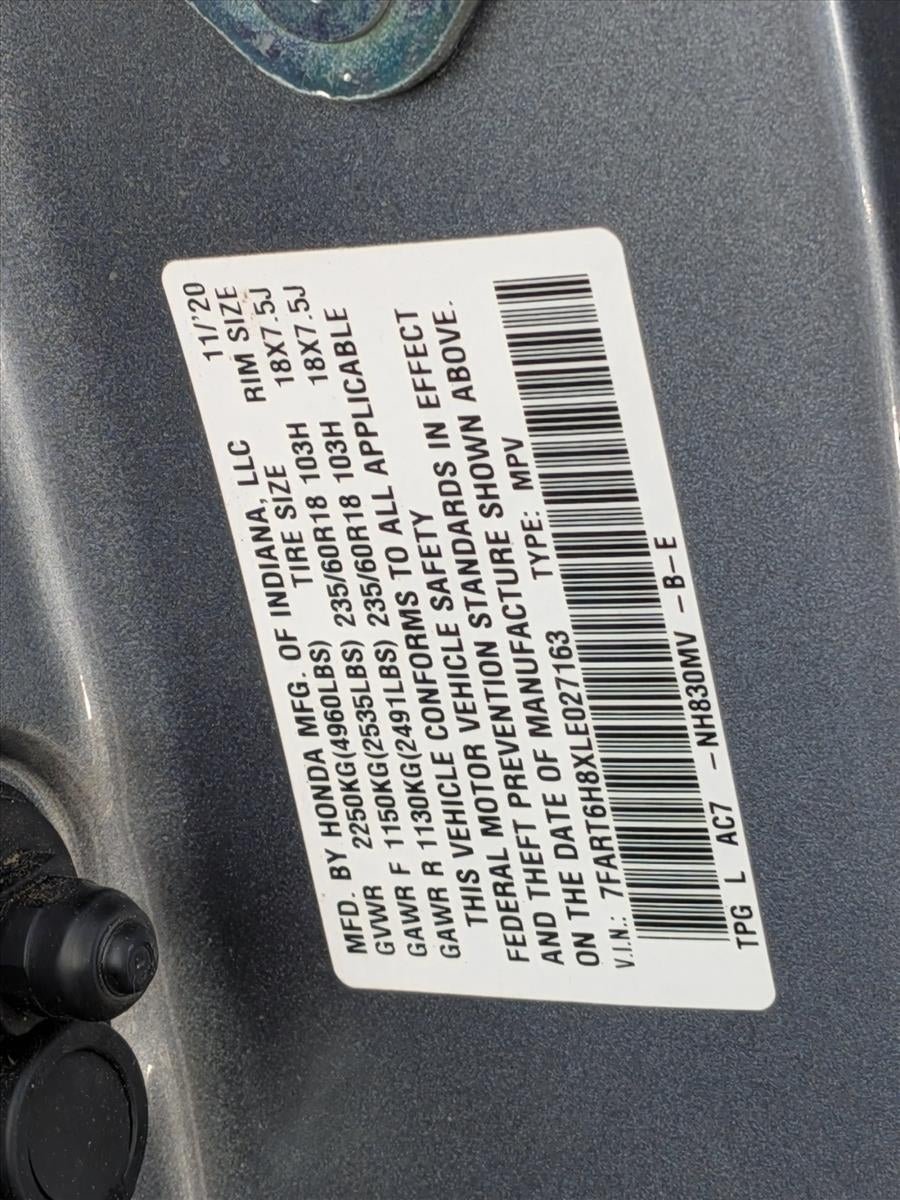 MFD. BY HONDA MFG. OF INDIANA, LLC 11/'20
GVWR 2250KG(4960LBS) TIRE SIZE RIM SIZE
GAWR F 1150KG(2535LBS) 235/60R18 103H 18X7.5J
GAWR R 1130KG(2491LBS) 235/60R18 103H 18X7.5J
THIS VEHICLE CONFORMS TO ALL APPLICABLE
FEDERAL MOTOR VEHICLE SAFETY
AND THEFT PREVENTION STANDARDS IN EFFECT
ON THE DATE OF MANUFACTURE SHOWN ABOVE.
V.I.N.: 7FART6H8XLE027163 TYPE: MPV
TPG L AC7 -NH830MV -B-E